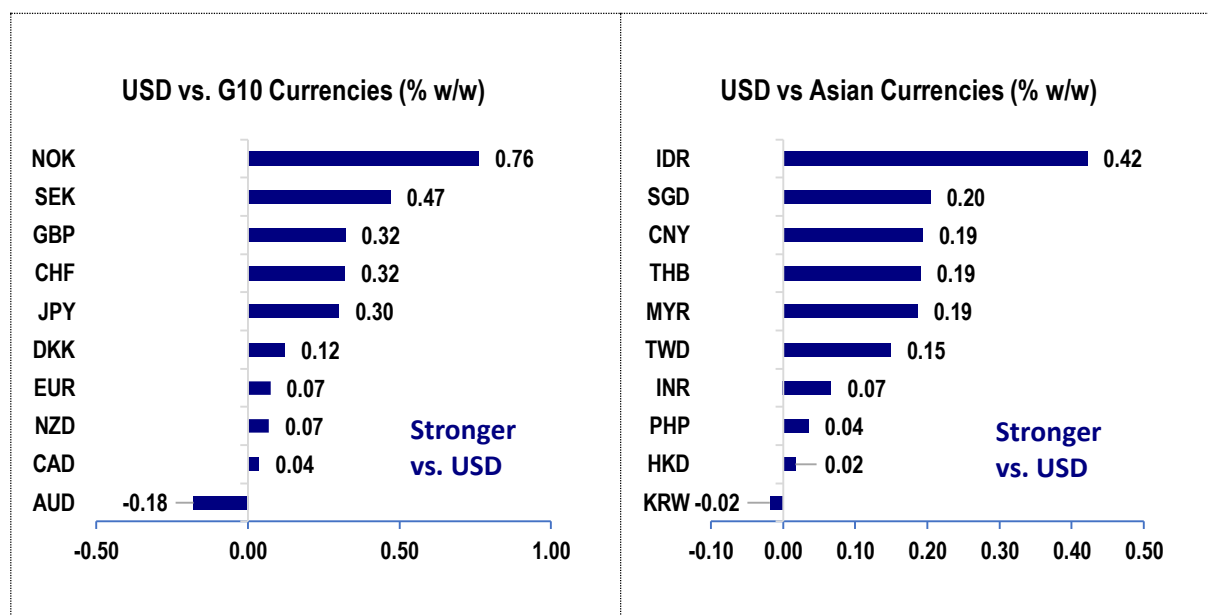 USD vs. G10 Currencies (% w/w)
NOK 0.76
SEK 0.47
GBP 0.32
CHF 0.32
JPY 0.30
DKK 0.12
EUR 0.07
NZD 0.07
CAD 0.04
AUD -0.18
Stronger
vs. USD
-0.50 0.00 0.50 1.00
USD vs Asian Currencies (% w/w)
IDR 0.42
SGD 0.20
CNY 0.19
THB 0.19
MYR 0.19
TWD 0.15
INR 0.07
PHP 0.04
HKD 0.02
KRW -0.02
Stronger
vs. USD
-0.10 0.00 0.10 0.20 0.30 0.40 0.50